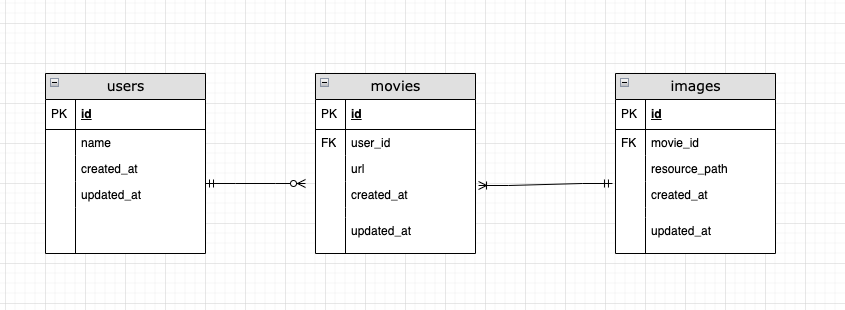 users
PK id
name
created_at
updated_at
movies
PK id
FK user_id
url
created_at
updated_at
images
PK id
FK movie_id
resource_path
created_at
updated_at